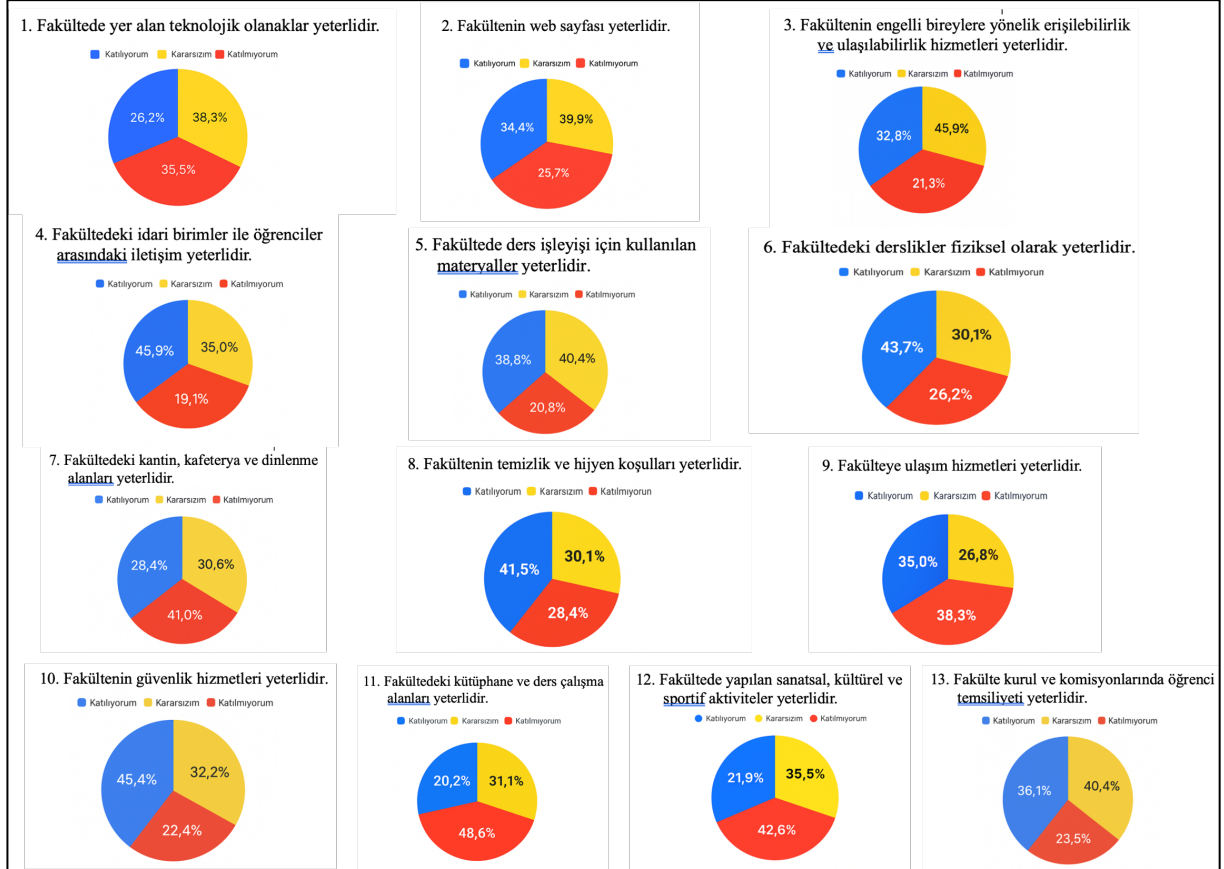 1. Fakültede yer alan teknolojik olanaklar yeterlidir.
Katılıyorum Kararsızım Katılmıyorum
26,2% 38,3%
35,5%
2. Fakültenin web sayfası yeterlidir.
Katılıyorum Kararsızım Katılmıyorum
34,4% 39,9%
25,7%
3. Fakültenin engelli bireylere yönelik erişilebilirlik
ve ulaşılabilirlik hizmetleri yeterlidir.
Katılıyorum Kararsızım Katılmıyorum
32,8% 45,9%
21,3%
4. Fakültedeki idari birimler ile öğrenciler
arasındaki iletişim yeterlidir.
Katılıyorum Kararsızım Katılmıyorum
45,9% 35,0%
19,1%
5. Fakültede ders işleyişi için kullanılan
materyaller yeterlidir.
Katılıyorum Kararsızım Katılmıyorum
38,8% 40,4%
20,8%
6. Fakültedeki derslikler fiziksel olarak yeterlidir.
Katılıyorum Kararsızım Katılmıyorum
43,7% 30,1%
26,2%
7. Fakültedeki kantin, kafeterya ve dinlenme
alanları yeterlidir.
Katılıyorum Kararsızım Katılmıyorum
28,4% 30,6%
41,0%
8. Fakültenin temizlik ve hijyen koşulları yeterlidir.
Katılıyorum Kararsızım Katılmıyorun
41,5% 30,1%
28,4%
9. Fakülteye ulaşım hizmetleri yeterlidir.
Katılıyorum Kararsızım Katılmıyorum
35,0% 26,8%
38,3%
10. Fakültenin güvenlik hizmetleri yeterlidir.
Katılıyorum Kararsızım Katılmıyorum
45,4% 32,2%
22,4%
11. Fakültedeki kütüphane ve ders çalışma
alanları yeterlidir.
Katılıyorum Kararsızım Katılmıyorum
20,2% 31,1%
48,6%
12. Fakültede yapılan sanatsal, kültürel ve
sportif aktiviteler yeterlidir.
Katılıyorum Kararsızım Katılmıyorum
21,9% 35,5%
42,6%
13. Fakülte kurul ve komisyonlarında öğrenci
temsiliyeti yeterlidir.
Katılıyorum Kararsızım Katılmıyorum
36,1% 40,4%
23,5%